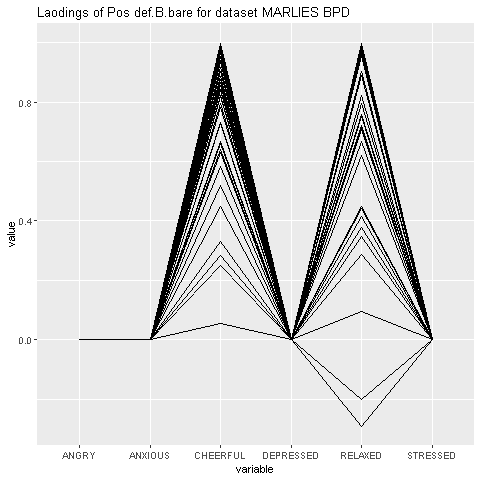 Laodings of Pos def.B.bare for dataset MARLIES BPD
0.8
0.4
0.0
value
ANGRY ANXIOUS CHEERFUL DEPRESSED RELAXED STRESSED
variable